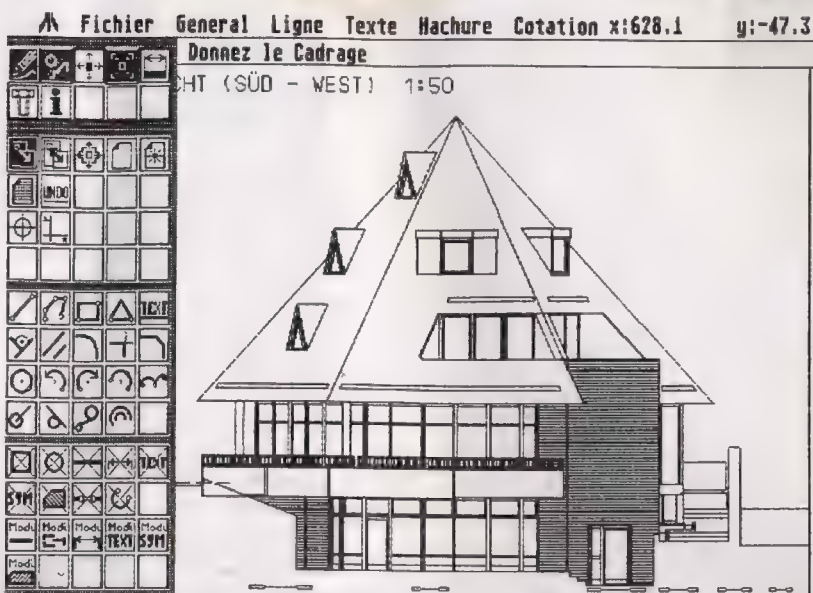 Fichier General Ligne Texte Hachure Cotation x:628.1 y:-47.3
Donnez le Cadrage
CHT (SÜD - WEST) 1:50
i
UNDO
TEXT
TEXT
SYM
Modi Modi Modi Modi Modi
TEXT SYM
Modi